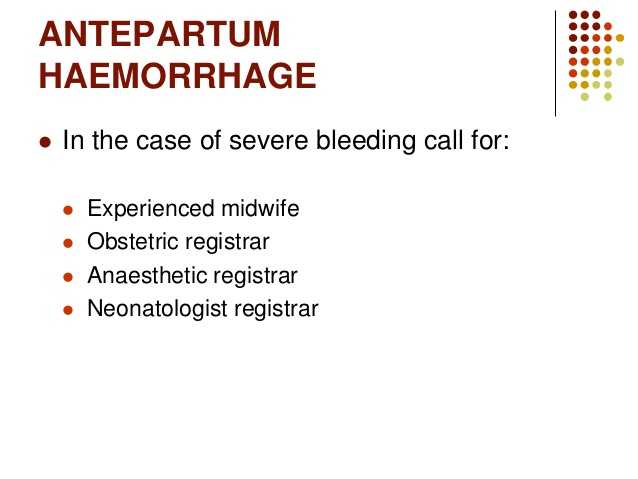 ANTEPARTUM
HAEMORRHAGE
In the case of severe bleeding call for:
Experienced midwife
Obstetric registrar
Anaesthetic registrar
Neonatologist registrar